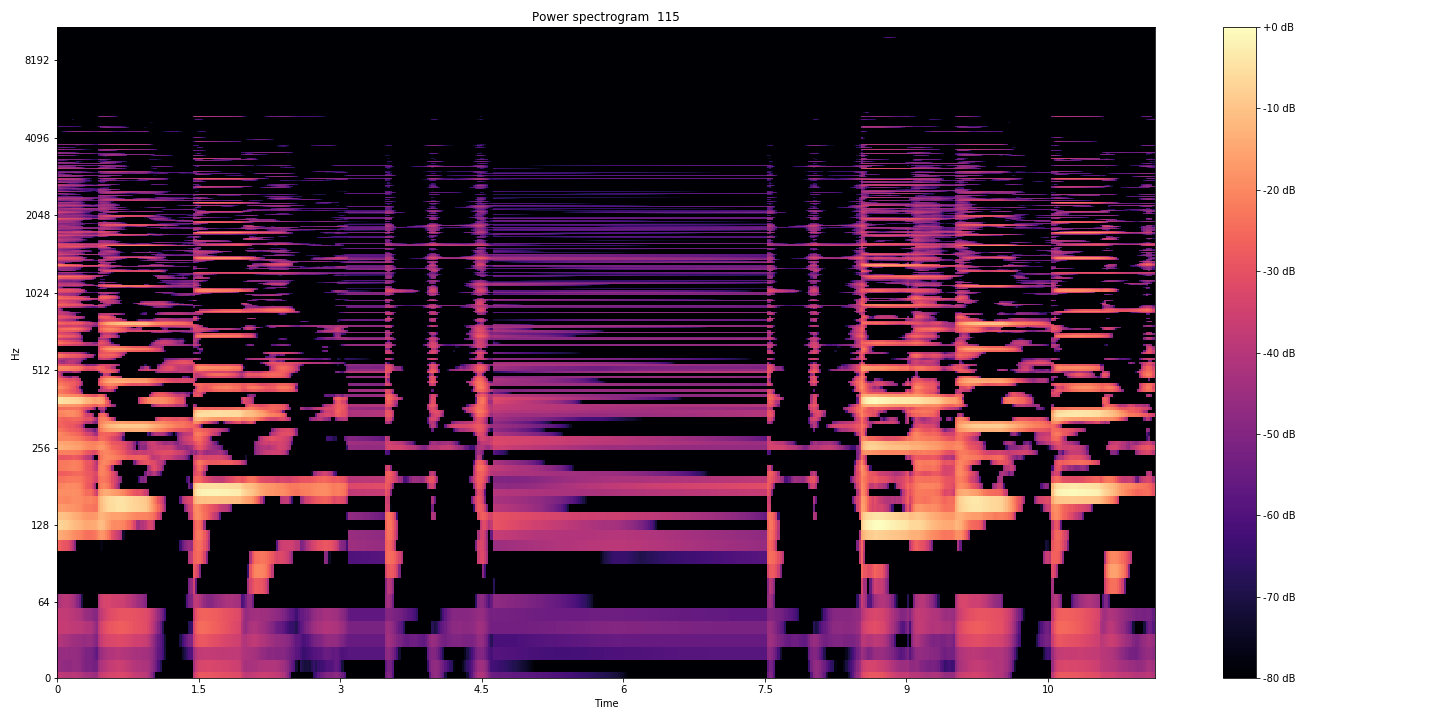 Power spectrogram  115
Hz
8192
4096
2048
1024
512
256
128
64
0
0 1.5 3 4.5 6 7.5 9 10
Time
+0 dB
-10 dB
-20 dB
-30 dB
-40 dB
-50 dB
-60 dB
-70 dB
-80 dB